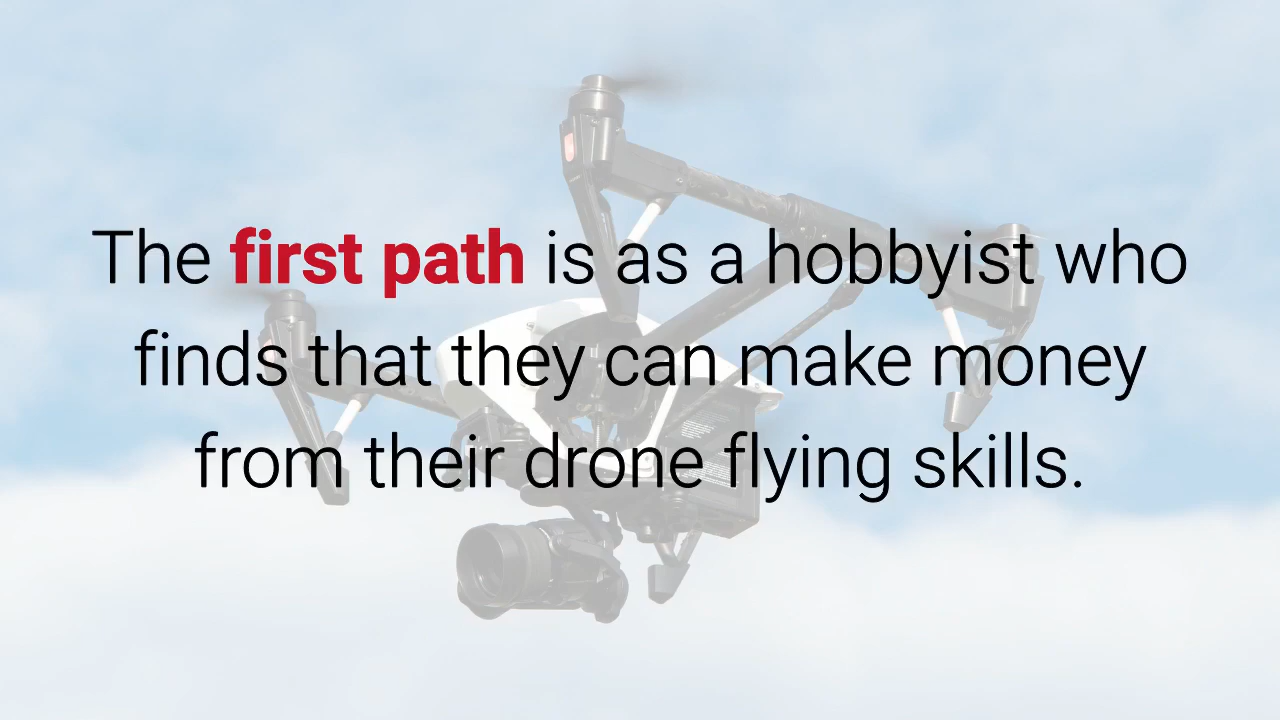 The first path is as a hobbyist who
finds that they can make money
from their drone flying skills.